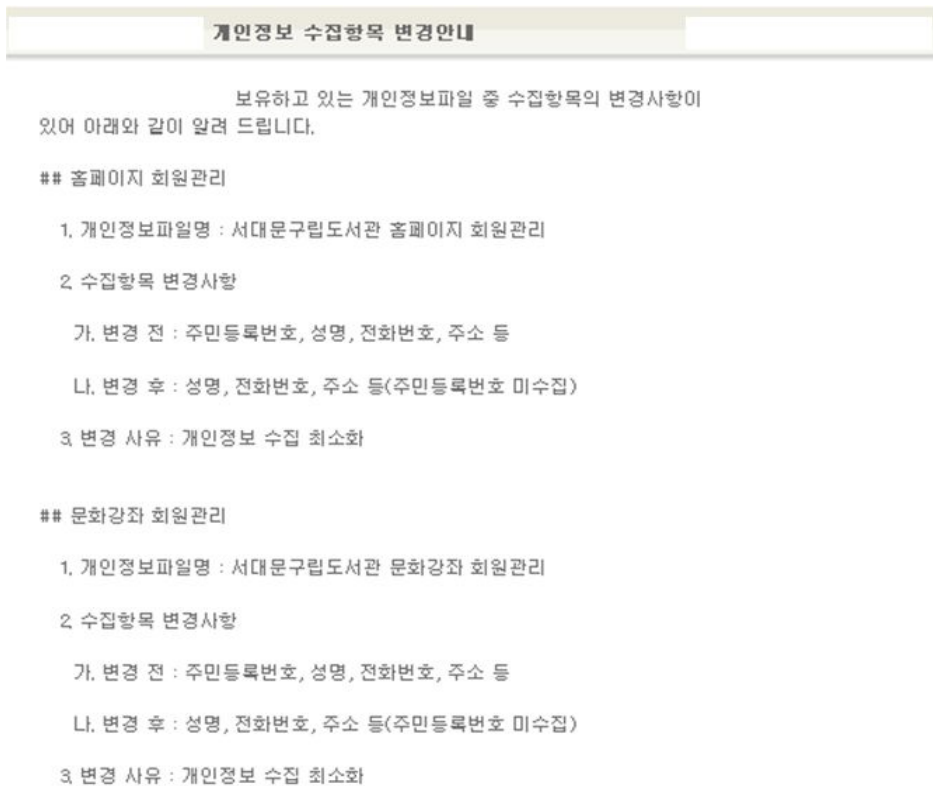 개인정보 수집항목 변경안내
보유하고 있는 개인정보파일 중 수집항목의 변경사항이
있어 아래와 같이 알려 드립니다.
## 홈페이지 회원관리
1. 개인정보파일명 : 서대문구립도서관 홈페이지 회원관리
2. 수집항목 변경사항
가. 변경 전 : 주민등록번호, 성명, 전화번호, 주소 등
나. 변경 후 : 성명, 전화번호, 주소 등(주민등록번호 미수집)
3. 변경 사유 : 개인정보 수집 최소화
## 문화강좌 회원관리
1. 개인정보파일명 : 서대문구립도서관 문화강좌 회원관리
2. 수집항목 변경사항
가. 변경 전 : 주민등록번호, 성명, 전화번호, 주소 등
나. 변경 후 : 성명, 전화번호, 주소 등(주민등록번호 미수집)
3. 변경 사유 : 개인정보 수집 최소화